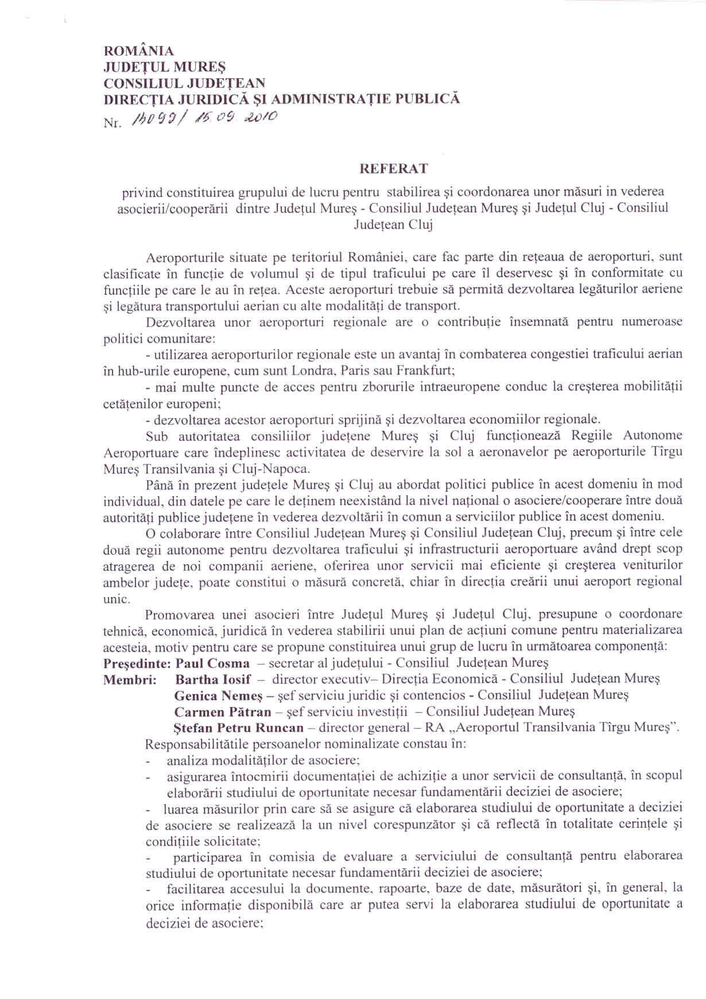 ROMÂNIA
JUDEŢUL MUREŞ
CONSILIUL JUDEŢEAN
DIRECŢIA JURIDICĂ ŞI ADMINISTRAŢIE PUBLICĂ
Nr. 15.09.2010
REFERAT
privind constituirea grupului de lucru pentru stabilirea şi coordonarea unor măsuri in vederea
asocierii/cooperării dintre Judeţul Mureş - Consiliul Judeţean Mureş şi Judeţul Cluj - Consiliul
Judeţean Cluj
Aeroporturile situate pe teritoriul României, care fac parte din reţeaua de aeroporturi, sunt
clasificate în funcţie de volumul şi de tipul traficului pe care îl deservesc şi în conformitate cu
funcţiile pe care le au în reţea. Aceste aeroporturi trebuie să permită dezvoltarea legăturilor aeriene
şi legătura transportului aerian cu alte modalităţi de transport.
Dezvoltarea unor aeroporturi regionale are o contribuţie însemnată pentru numeroase
politici comunitare:
- utilizarea aeroporturilor regionale este un avantaj în combaterea congestiei traficului aerian
în hub-urile europene, cum sunt Londra, Paris sau Frankfurt;
- mai multe puncte de acces pentru zborurile intraeuropene conduc la creşterea mobilităţii
cetăţenilor europeni;
- dezvoltarea acestor aeroporturi sprijină şi dezvoltarea economiilor regionale.
Sub autoritatea consiliilor judeţene Mureş şi Cluj funcţionează Regiile Autonome
Aeroportuare care îndeplinesc activitatea de deservire la sol a aeronavelor pe aeroporturile Tîrgu
Mureş Transilvania şi Cluj-Napoca.
Până în prezent judeţele Mureş şi Cluj au abordat politici publice în acest domeniu în mod
individual, din datele pe care le deţinem neexistând la nivel naţional o asociere/cooperare între două
autorităţi publice judeţene în vederea dezvoltării în comun a serviciilor publice în acest domeniu.
O colaborare între Consiliul Judeţean Mureş şi Consiliul Judeţean Cluj, precum şi între cele
două regii autonome pentru dezvoltarea traficului şi infrastructurii aeroportuare având drept scop
atragerea de noi companii aeriene, oferirea unor servicii mai eficiente şi creşterea veniturilor
ambelor judeţe, poate constitui o măsură concretă, chiar în direcţia creării unui aeroport regional
unic.
Promovarea unei asocieri între Judeţul Mureş şi Judeţul Cluj, presupune o coordonare
tehnică, economică, juridică în vederea stabilirii unui plan de acţiuni comune pentru materializarea
acesteia, motiv pentru care se propune constituirea unui grup de lucru în următoarea componenţă:
Preşedinte: Paul Cosma – secretar al judeţului - Consiliul Judeţean Mureş
Membri: Bartha Iosif – director executiv– Direcţia Economică - Consiliul Judeţean Mureş
Genica Nemeş – şef serviciu juridic şi contencios - Consiliul Judeţean Mureş
Carmen Pătran – şef serviciu investiţii – Consiliul Judeţean Mureş
Ştefan Petru Runcan – director general – RA „Aeroportul Transilvania Tîrgu Mureş”.
Responsabilitătile persoanelor nominalizate constau în:
- analiza modalităţilor de asociere;
- asigurarea întocmirii documentaţiei de achiziţie a unor servicii de consultanţă, în scopul
elaborării studiului de oportunitate necesar fundamentării deciziei de asociere;
- luarea măsurilor prin care să se asigure că elaborarea studiului de oportunitate a deciziei
de asociere se realizează la un nivel corespunzător şi că reflectă în totalitate cerinţele şi
condiţiile solicitate;
- participarea în comisia de evaluare a serviciului de consultanţă pentru elaborarea
studiului de oportunitate necesar fundamentării deciziei de asociere;
- facilitarea accesului la documente, rapoarte, baze de date, măsurători şi, în general, la
orice informaţie disponibilă care ar putea servi la elaborarea studiului de oportunitate a
deciziei de asociere;